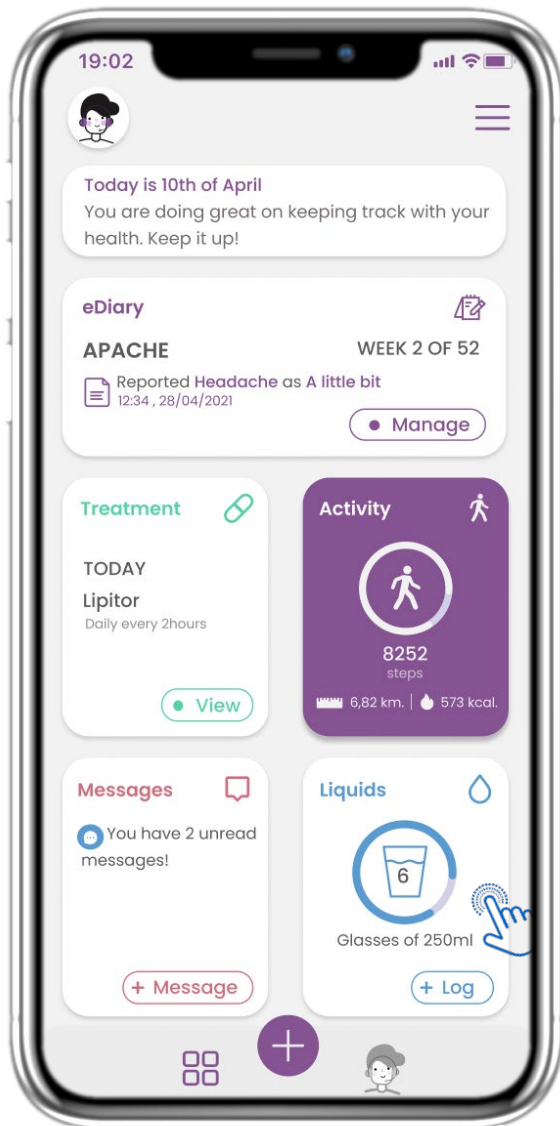 19:02
Today is 10th of April
You are doing great on keeping track with your
health. Keep it up!
eDiary
APACHE
WEEK 2 OF 52
Reported Headache as A little bit
12:34 , 28/04/2021
Manage
Treatment
TODAY
Lipitor
Daily every 2hours
View
Activity
8252
steps
6,82 km. 573 kcal.
Messages
You have 2 unread
messages!
+ Message
Liquids
6
Glasses of 250ml
+ Log